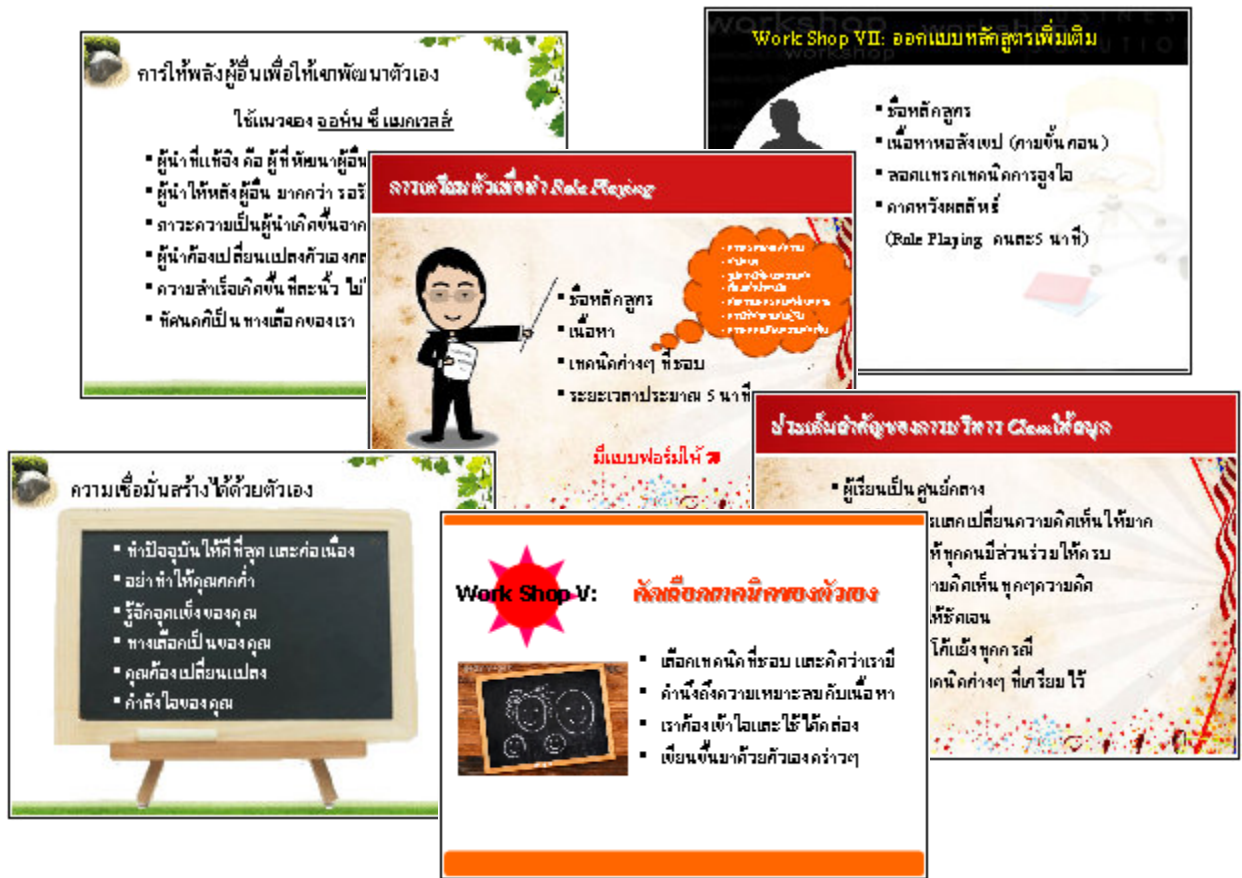 การให้พลังผู้อื่นเพื่อให้เขาพัฒนาตัวเอง
ใช้แนวของ จอห์น ซี แมกเวลส์
▪ ผู้นำที่แท้จริง คือ ผู้ที่พัฒนาผู้อื่น
▪ ผู้นำให้พลังผู้อื่น มากกว่า รอรั
▪ ภาวะความเป็นผู้นำเกิดขึ้นจาก
▪ ผู้นำต้องเปลี่ยนแปลงตัวเอง
▪ ความสำเร็จเกิดขึ้น ทีละนิ้ว ไม่
▪ ทัศนคติเป็น ทางเลือกของเรา
Work Shop VII: ออกแบบหลักสูตรเพิ่มเติม
▪ ชื่อหลักสูตร
▪ เนื้อหาพอสังเขป (ตามขั้นตอน)
▪ สอดแทรกเทคนิคการจูงใจ
▪ คาดหวังผลลัพธ์
(Role Playing คนละ5 นาที)
การเตรียมตัวเพื่อทำ Role Playing
▪ ชื่อหลักสูตร
▪ เนื้อหา
▪ เทคนิคต่างๆ ที่ชอบ
▪ ระยะเวลาประมาณ 5 นาที
มีแบบฟอร์มให้
ประเด็นสำคัญของการบริหาร Classให้สนุก
▪ ผู้เรียนเป็น ศูนย์กลาง
รแลกเปลี่ยนความคิดเห็น ให้มาก
ห้ทุกคนมีส่วนร่วมให้ครบ
ามคิดเห็น ทุกๆความคิด
ห้ชัดเจน
โต้แย้งทุกกรณี
ทคนิคต่างๆ ที่เตรียมไว้
ความเชื่อมั่นสร้างได้ด้วยตัวเอง
▪ ทำปัจจุบันให้ดีที่สุด และต่อเนื่อง
▪ อย่าทำให้คุณตกต่ำ
▪ รู้จักจุดแข็งของคุณ
▪ ทางเลือกเป็นของคุณ
▪ คุณต้องเปลี่ยนแปลง
▪ กำลังใจของคุณ
Work Shop V: คัดเลือกเทคนิคของตัวเอง
▪ เลือกเทคนิคที่ชอบ และคิดว่าเรามี
▪ คำนึงถึงความเหมาะสมกับเนื้อหา
▪ เราต้องเข้าใจและใช้ได้คล่อง
▪ เขียนขึ้นมาด้วยตัวเองคร่าวๆ